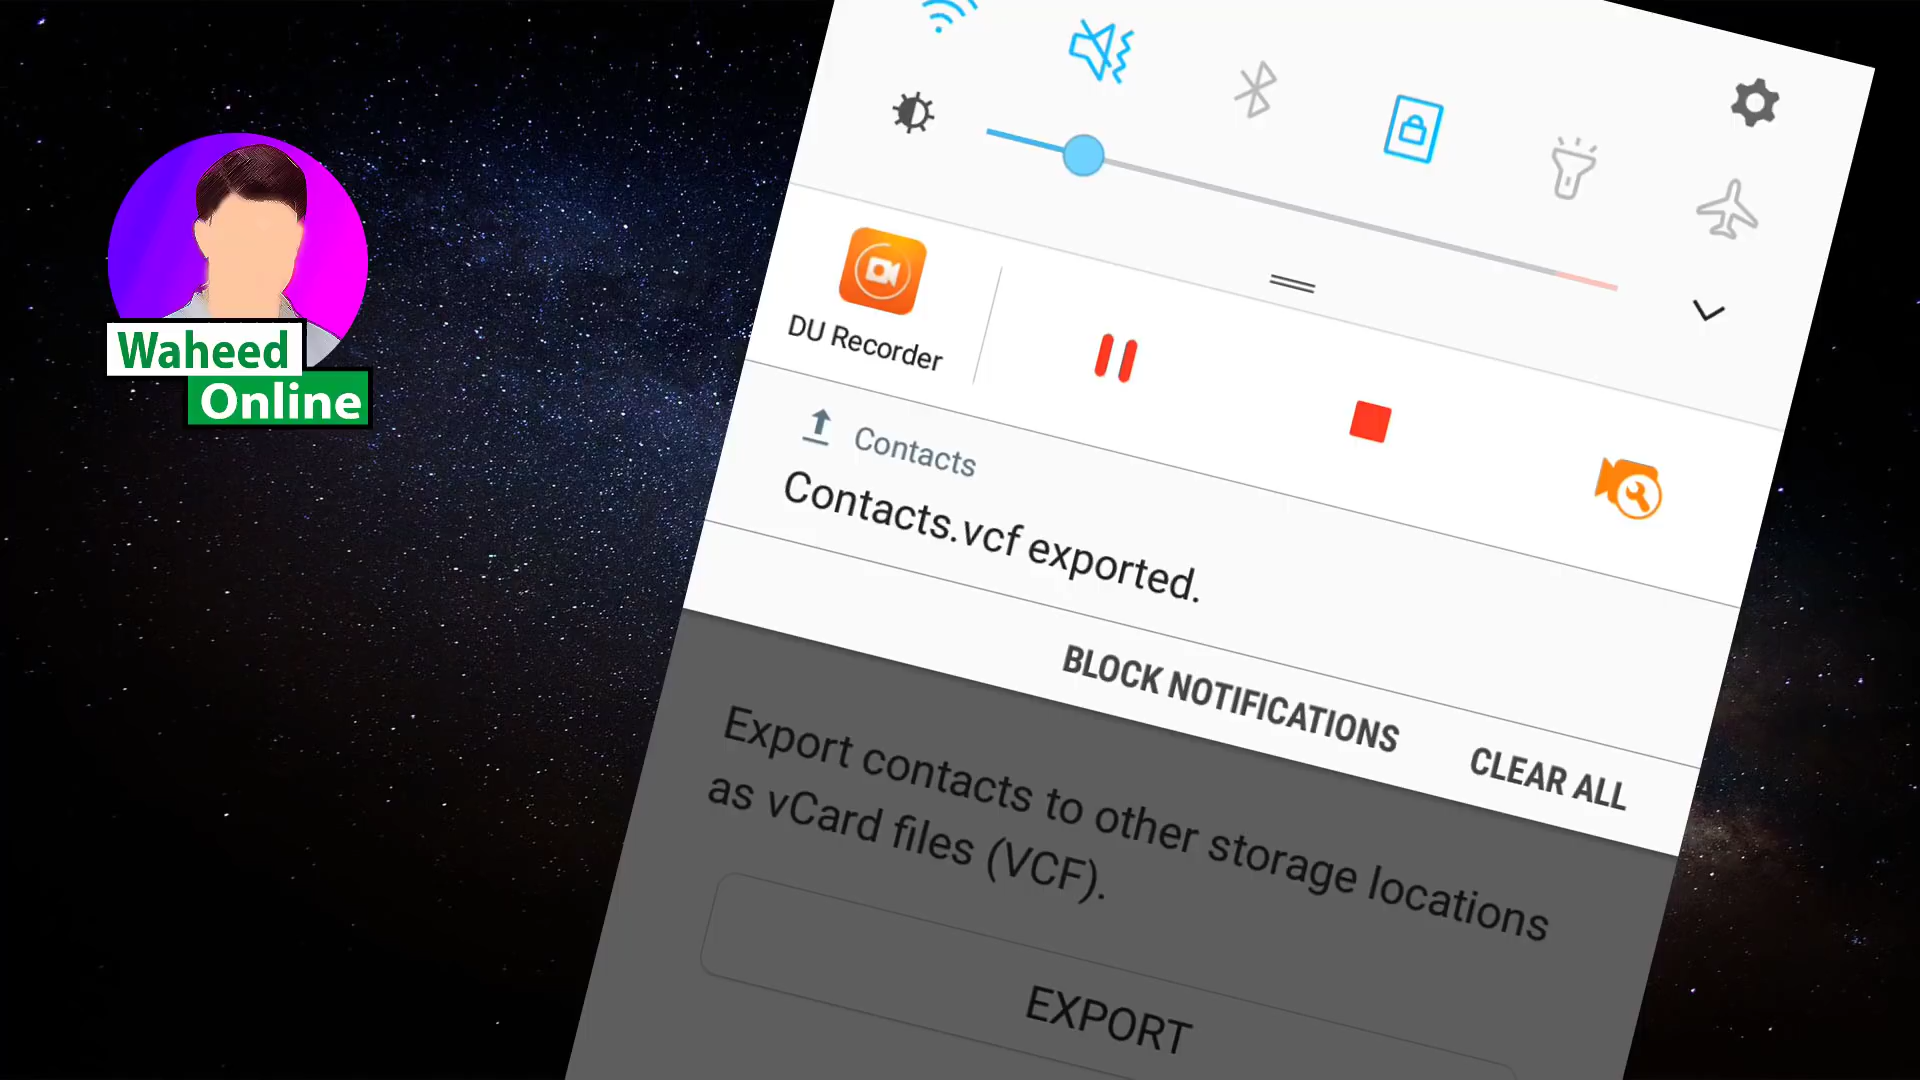 Waheed
Online
DU Recorder
Contacts
Contacts.vcf exported.
BLOCK NOTIFICATIONS
CLEAR ALL
Export contacts to other storage locations
as vCard files (VCF).
EXPORT